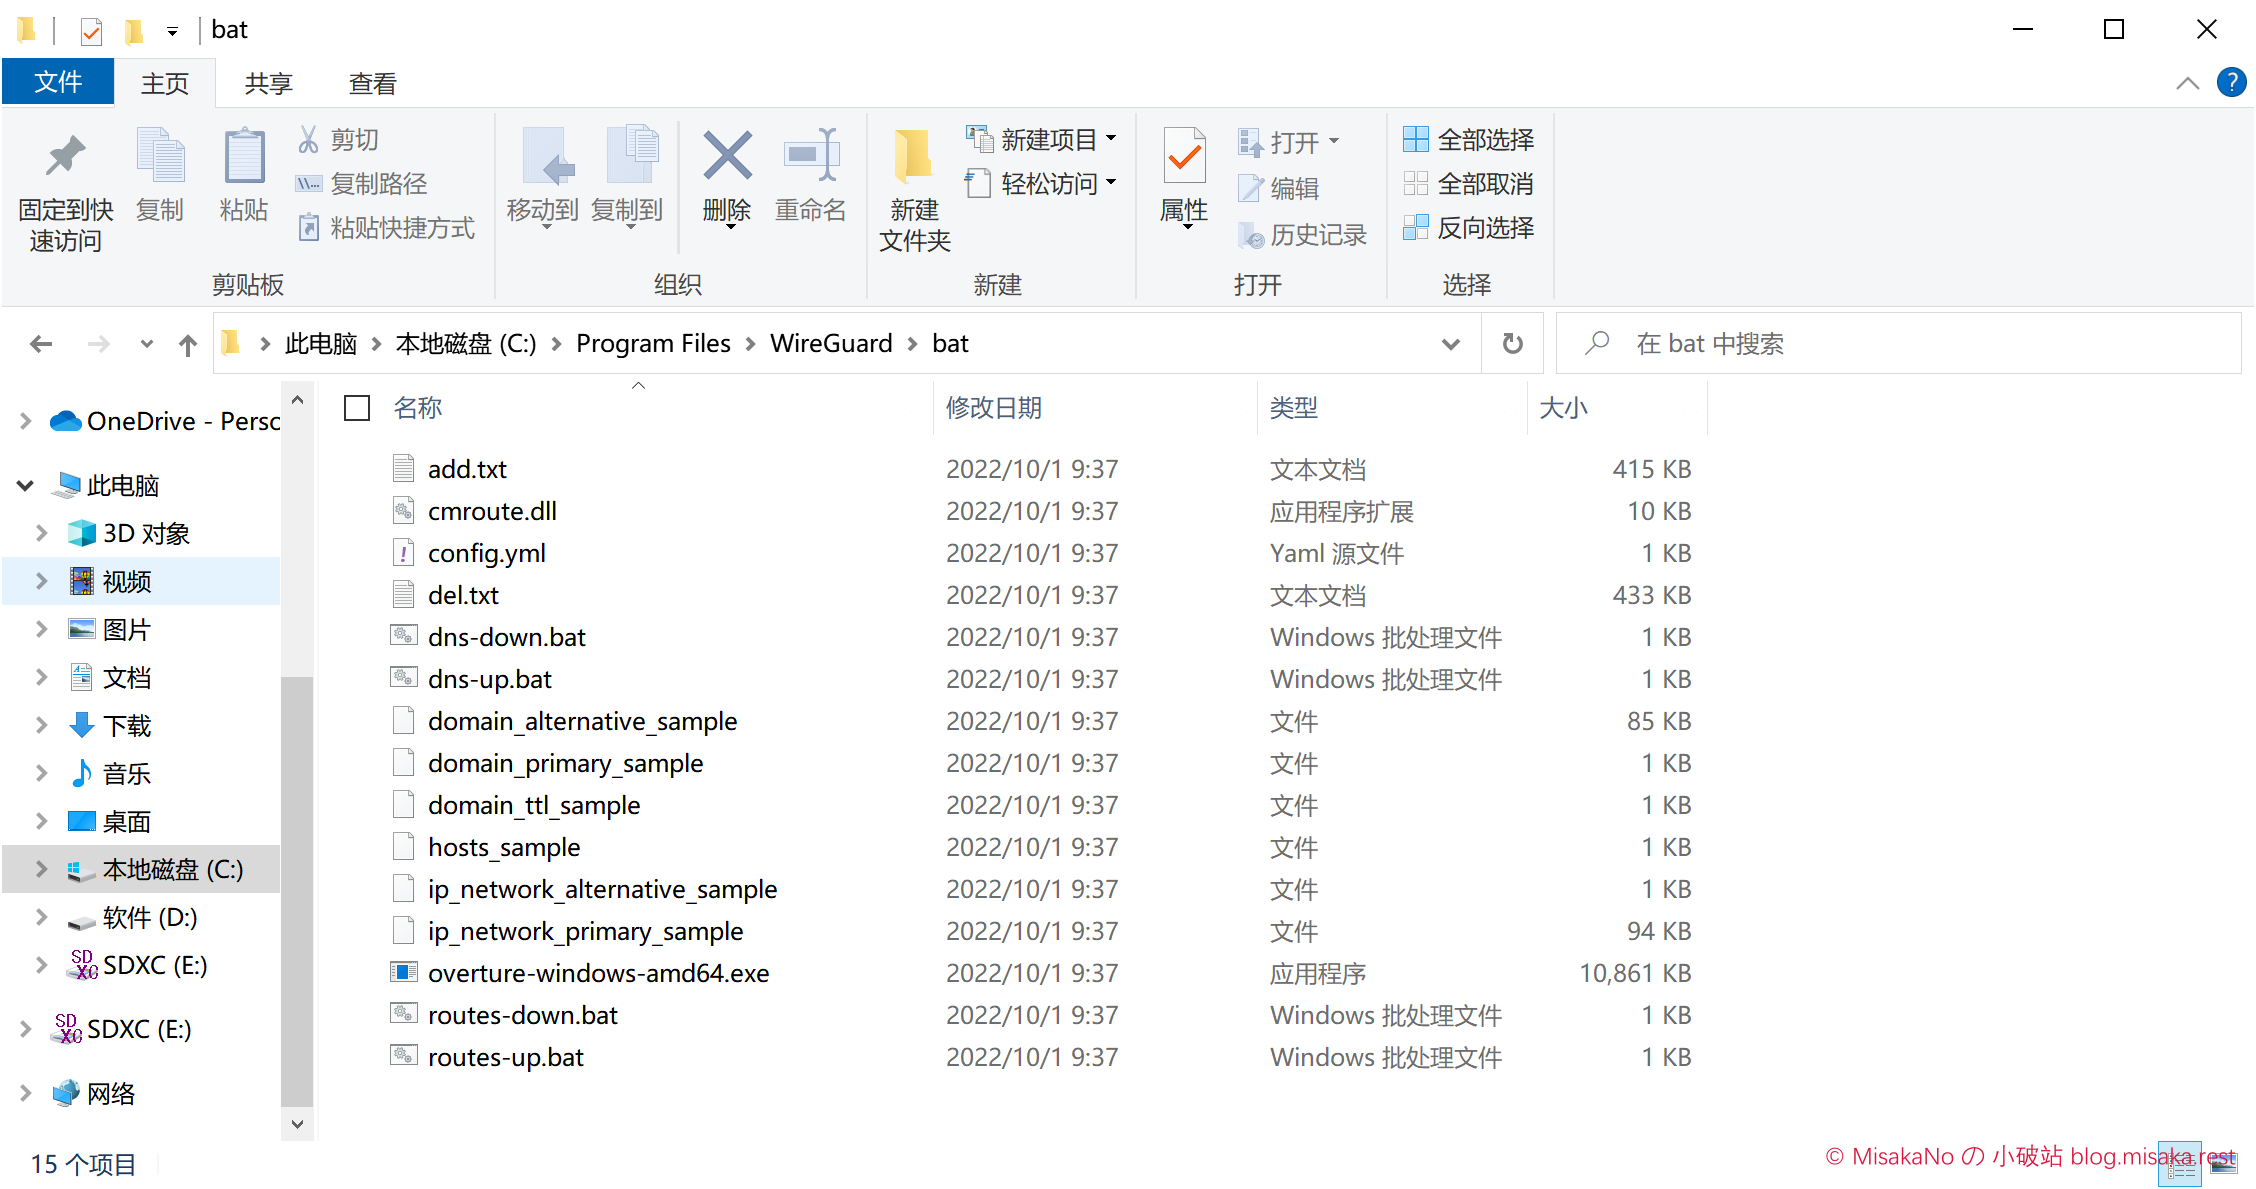 bat
文件 主页 共享 查看
固定到快速访问
复制
粘贴
剪切
复制路径
粘贴快捷方式
剪贴板
移动到
复制到
删除
重命名
组织
新建文件夹
新建项目
轻松访问
新建
属性
打开
编辑
历史记录
打开
全部选择
全部取消
反向选择
选择
此电脑 本地磁盘 (C:) Program Files WireGuard bat
在 bat 中搜索
OneDrive - Perso
此电脑
3D 对象
视频
图片
文档
下载
音乐
桌面
本地磁盘 (C:)
软件 (D:)
SDXC (E:)
SDXC (E:)
网络
名称 修改日期 类型 大小
add.txt 2022/10/1 9:37 文本文档 415 KB
cmroute.dll 2022/10/1 9:37 应用程序扩展 10 KB
config.yml 2022/10/1 9:37 Yaml 源文件 1 KB
del.txt 2022/10/1 9:37 文本文档 433 KB
dns-down.bat 2022/10/1 9:37 Windows 批处理文件 1 KB
dns-up.bat 2022/10/1 9:37 Windows 批处理文件 1 KB
domain_alternative_sample 2022/10/1 9:37 文件 85 KB
domain_primary_sample 2022/10/1 9:37 文件 1 KB
domain_ttl_sample 2022/10/1 9:37 文件 1 KB
hosts_sample 2022/10/1 9:37 文件 1 KB
ip_network_alternative_sample 2022/10/1 9:37 文件 1 KB
ip_network_primary_sample 2022/10/1 9:37 文件 94 KB
overture-windows-amd64.exe 2022/10/1 9:37 应用程序 10,861 KB
routes-down.bat 2022/10/1 9:37 Windows 批处理文件 1 KB
routes-up.bat 2022/10/1 9:37 Windows 批处理文件 1 KB
15 个项目
© MisakaNo の 小破站 blog.misaka.rest